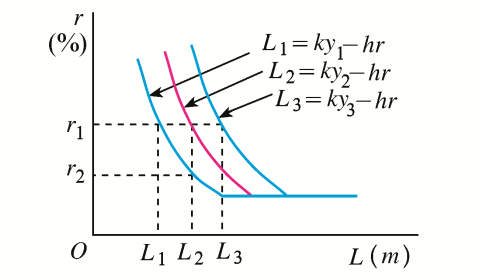 r
(%)
L₁ = ky₁ − hr
L₂ = ky₂ − hr
L₃ = ky₃ − hr
r₁
r₂
O L₁ L₂ L₃ L (m)